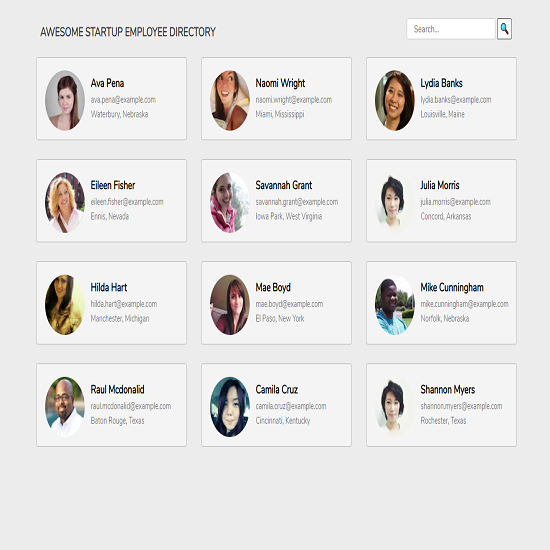 AWESOME STARTUP EMPLOYEE DIRECTORY
Search...
Ava Pena
ava.pena@example.com
Waterbury, Nebraska
Naomi Wright
naomi.wright@example.com
Miami, Mississippi
Lydia Banks
lydia.banks@example.com
Louisville, Maine
Eileen Fisher
eileen.fisher@example.com
Ennis, Nevada
Savannah Grant
savannah.grant@example.com
Iowa Park, West Virginia
Julia Morris
julia.morris@example.com
Concord, Arkansas
Hilda Hart
hilda.hart@example.com
Manchester, Michigan
Mae Boyd
mae.boyd@example.com
El Paso, New York
Mike Cunningham
mike.cunningham@example.com
Norfolk, Nebraska
Raul Mcdonalid
raul.mcdonalid@example.com
Baton Rouge, Texas
Camila Cruz
camila.cruz@example.com
Cincinnati, Kentucky
Shannon Myers
shannon.myers@example.com
Rochester, Texas